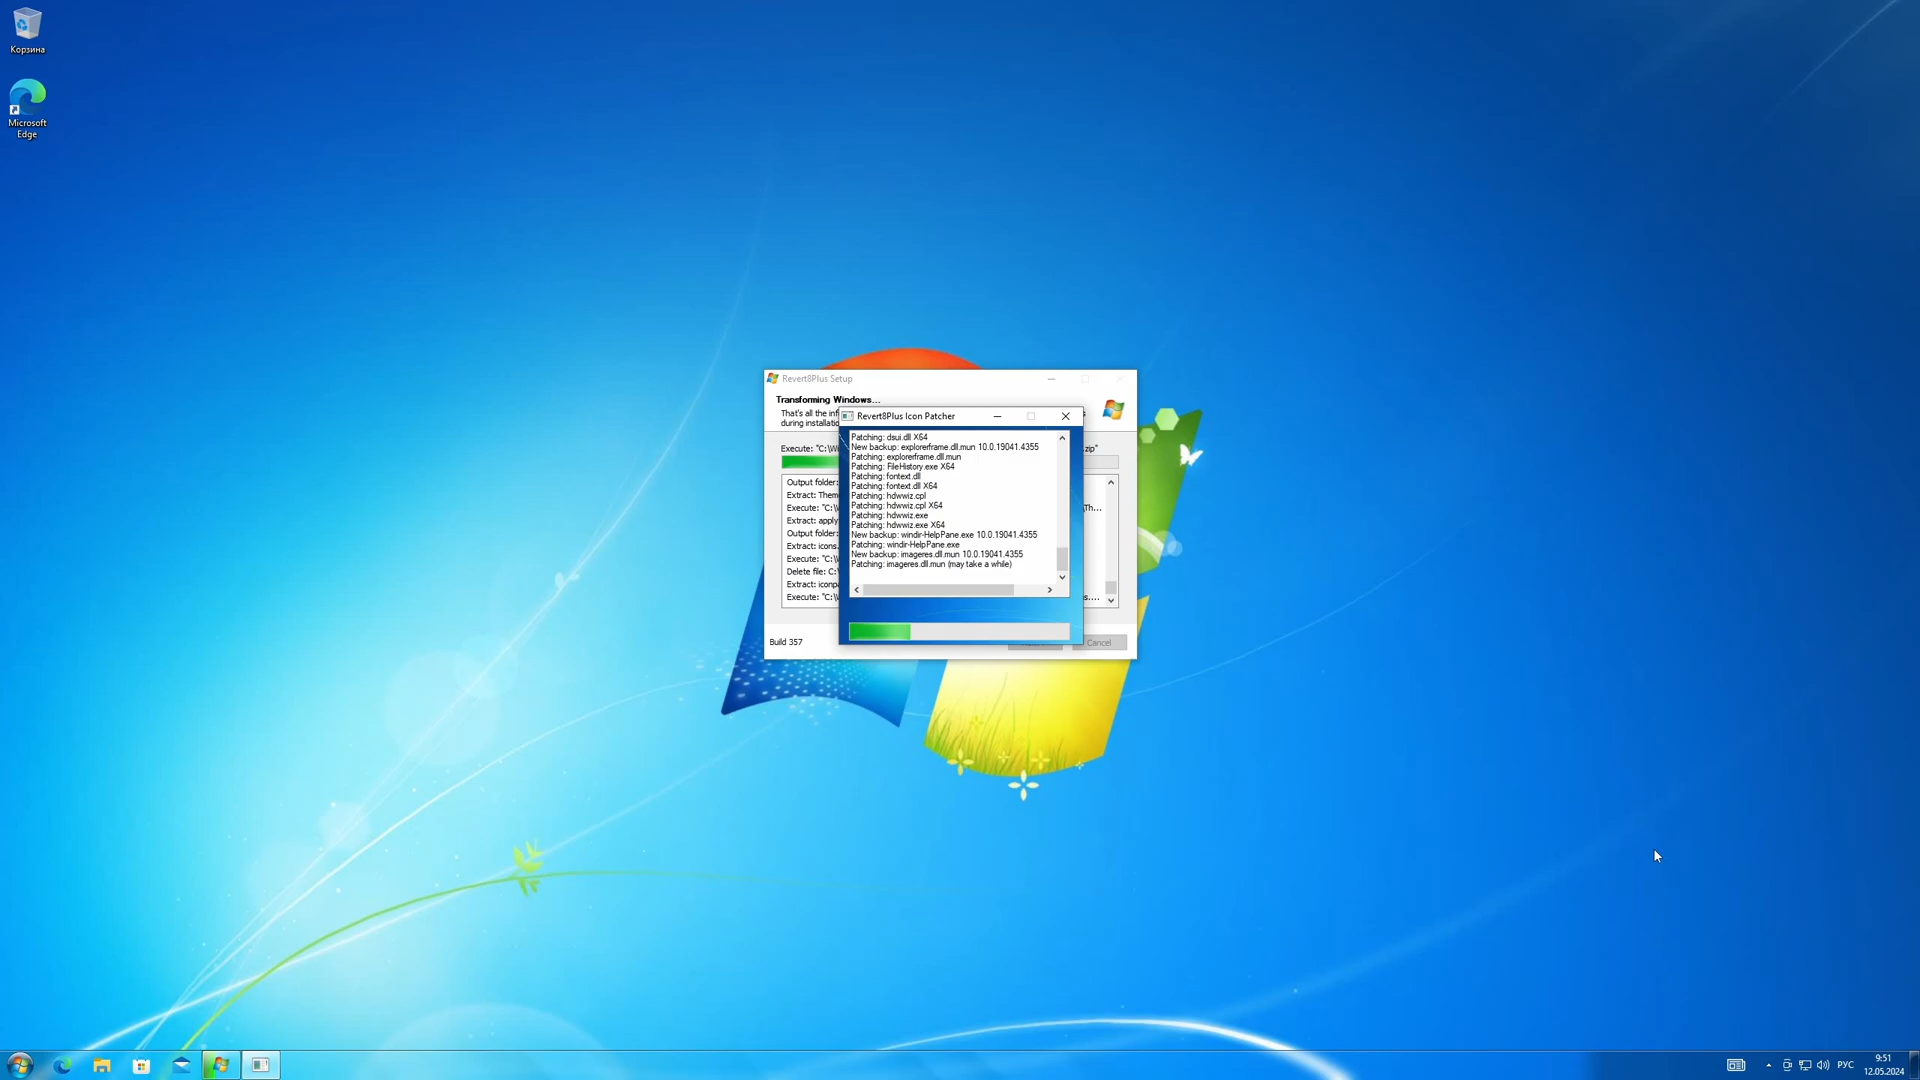 Корзина
Microsoft
Edge
Revert8Plus Setup
Transforming Windows...
That's all the
during installatio
Execute: "C:\Wi
.zip"
Output folder:
Extract: Them
Execute: "C:\
\Th...
Extract: apply
Output folder:
Extract: icons.
Execute: "C:\
Delete file: C:\
Extract: iconp
Execute: "C:\
s....
Build 357
Cancel
Revert8Plus Icon Patcher
Patching: dsui.dll X64
New backup: explorerframe.dll.mun 10.0.19041.4355
Patching: explorerframe.dll.mun
Patching: FileHistory.exe X64
Patching: fontext.dll
Patching: fontext.dll X64
Patching: hdwwiz.cpl
Patching: hdwwiz.cpl X64
Patching: hdwwiz.exe
Patching: hdwwiz.exe X64
New backup: windir-HelpPane.exe 10.0.19041.4355
Patching: windir-HelpPane.exe
New backup: imageres.dll.mun 10.0.19041.4355
Patching: imageres.dll.mun (may take a while)
РУС
9:51
12.05.2024